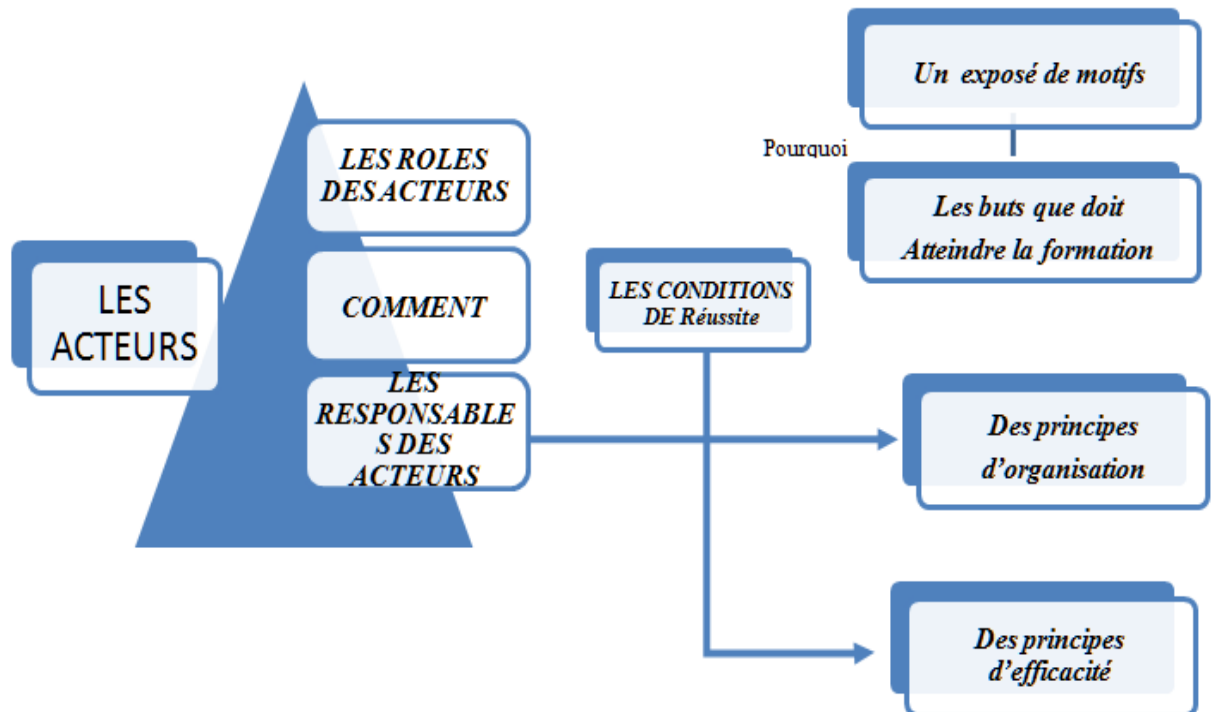 LES
ACTEURS
LES ROLES
DES ACTEURS
COMMENT
LES
RESPONSABLE
S DES
ACTEURS
LES CONDITIONS
DE Réussite
Un exposé de motifs
Pourquoi
Les buts que doit
Atteindre la formation
Des principes
d’organisation
Des principes
d’efficacité